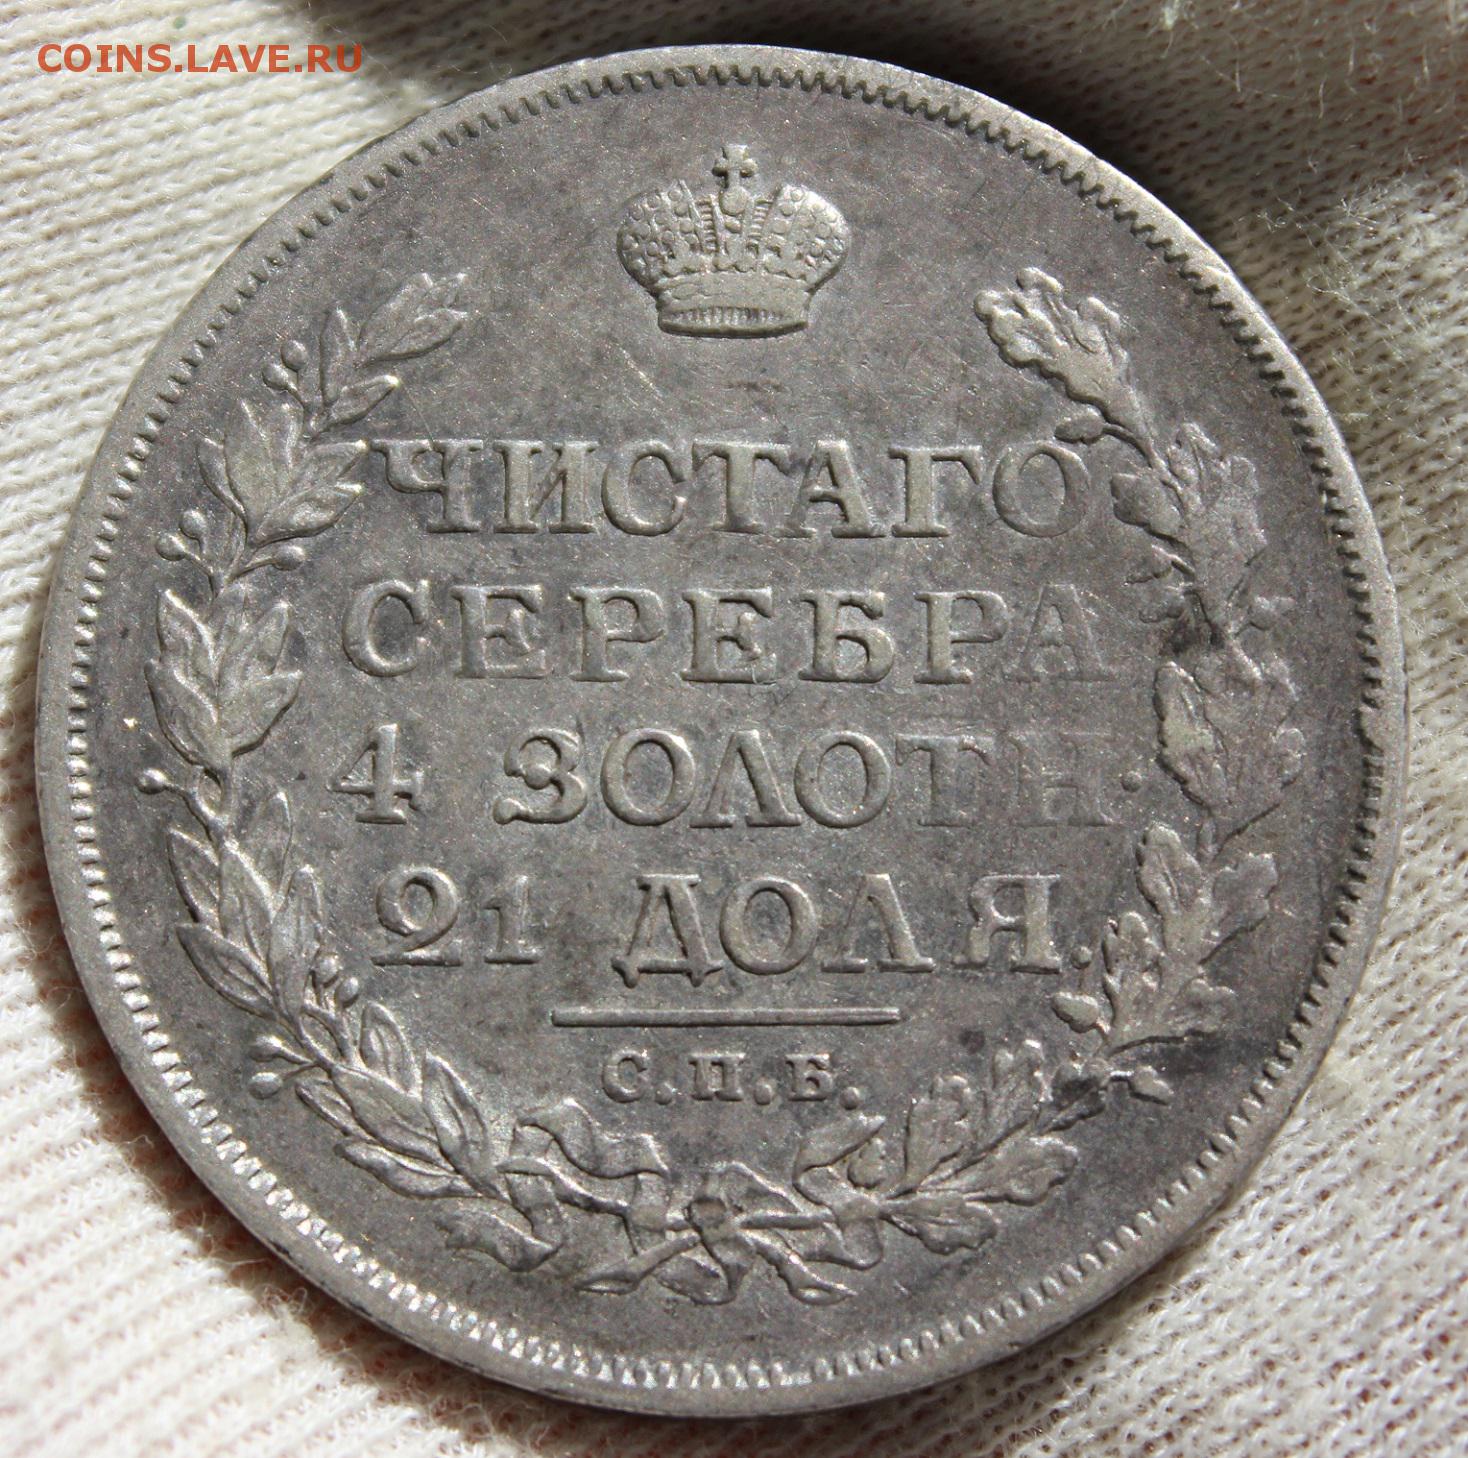 COINS.LAVE.RU
ЧИСТАГО
СЕРЕБРА
4 ЗОЛОТН.
21 ДОЛЯ.
С.П.Б.